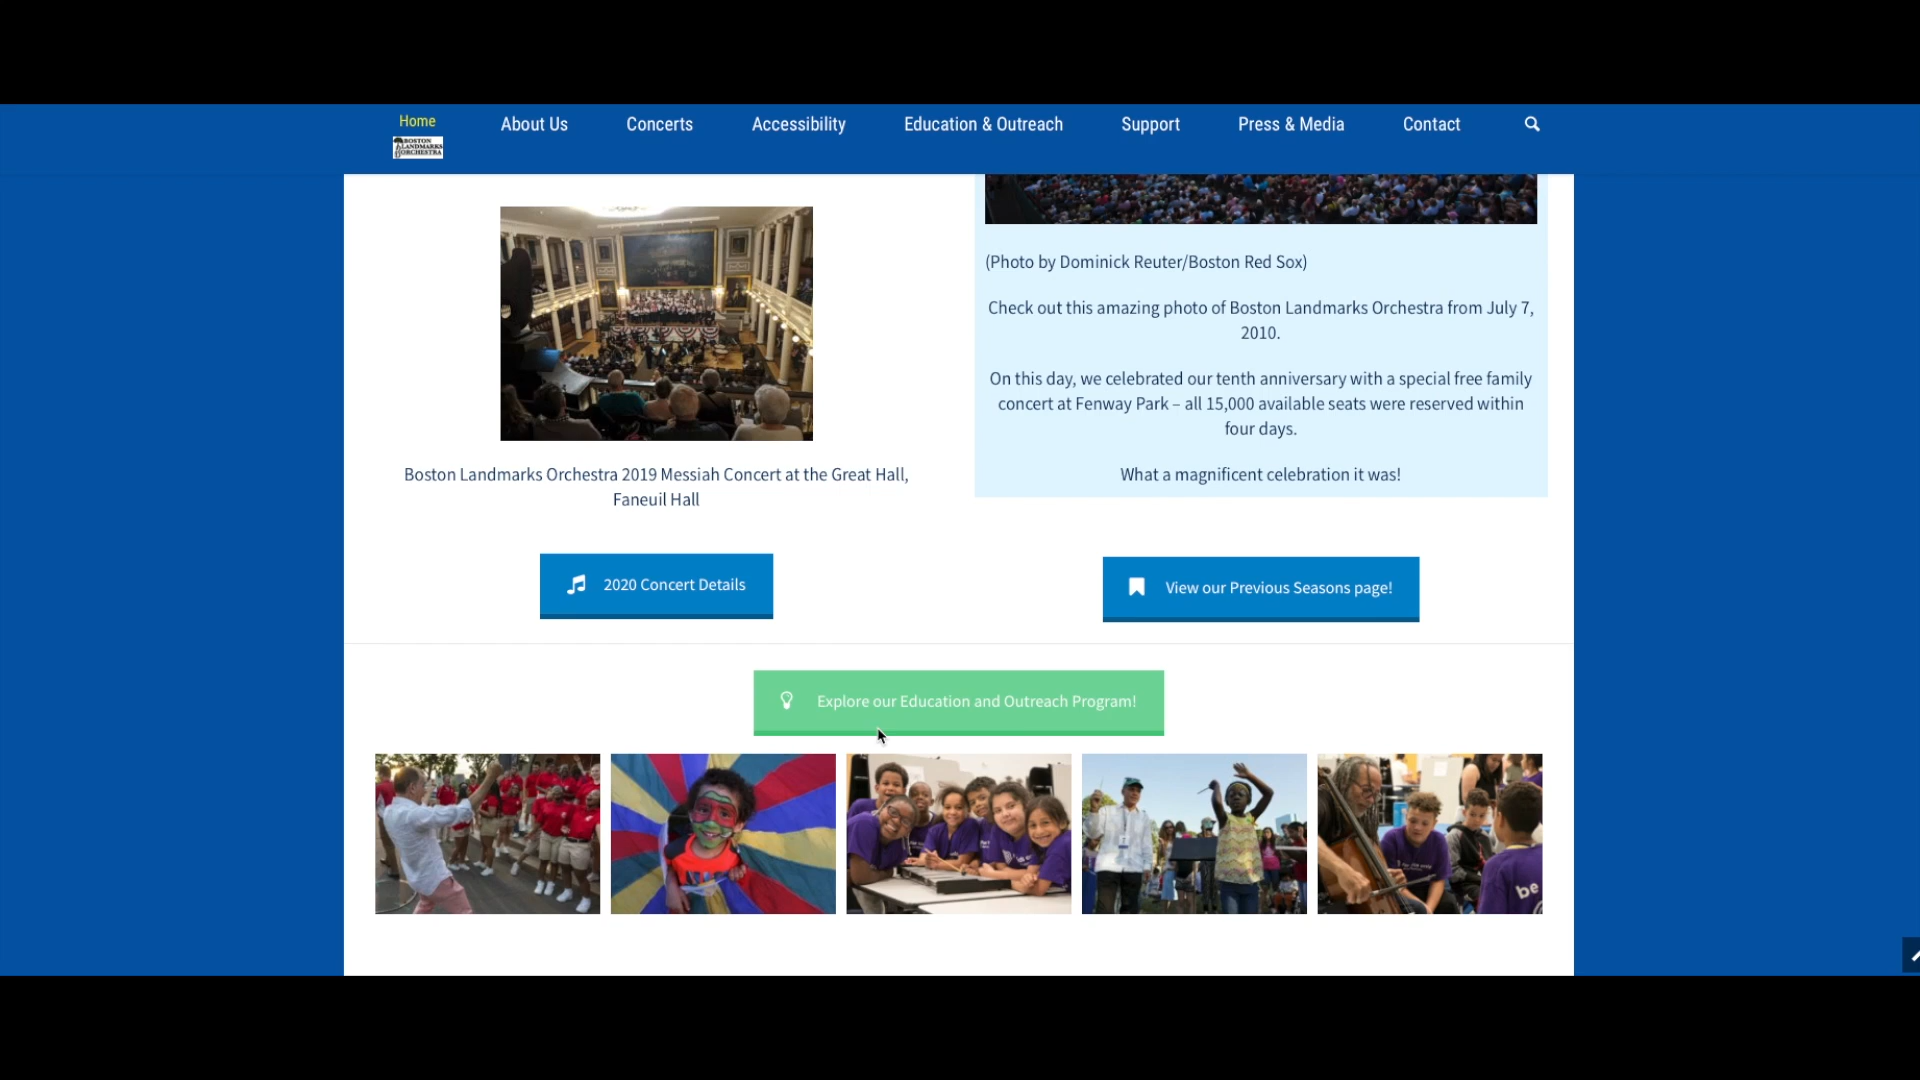 Home
BOSTON
LANDMARKS
ORCHESTRA
About Us
Concerts
Accessibility
Education & Outreach
Support
Press & Media
Contact
Boston Landmarks Orchestra 2019 Messiah Concert at the Great Hall,
Faneuil Hall
2020 Concert Details
(Photo by Dominick Reuter/Boston Red Sox)
Check out this amazing photo of Boston Landmarks Orchestra from July 7,
2010.
On this day, we celebrated our tenth anniversary with a special free family
concert at Fenway Park – all 15,000 available seats were reserved within
four days.
What a magnificent celebration it was!
View our Previous Seasons page!
Explore our Education and Outreach Program!
be